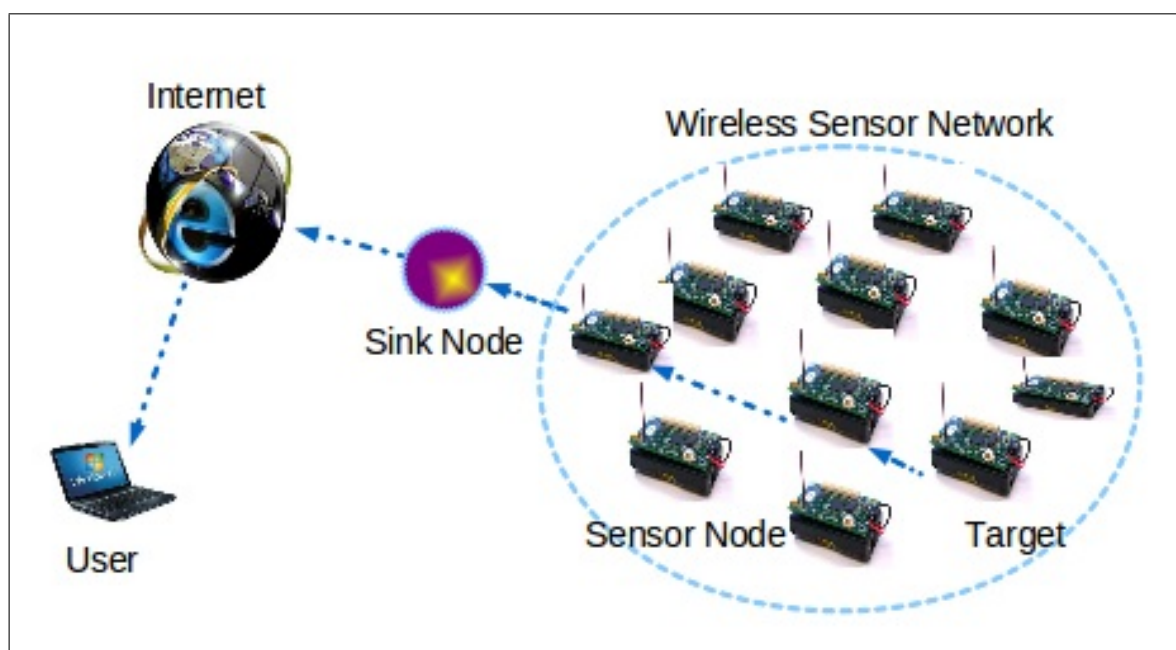 Internet
Wireless Sensor Network
Sink Node
Sensor Node
Target
User